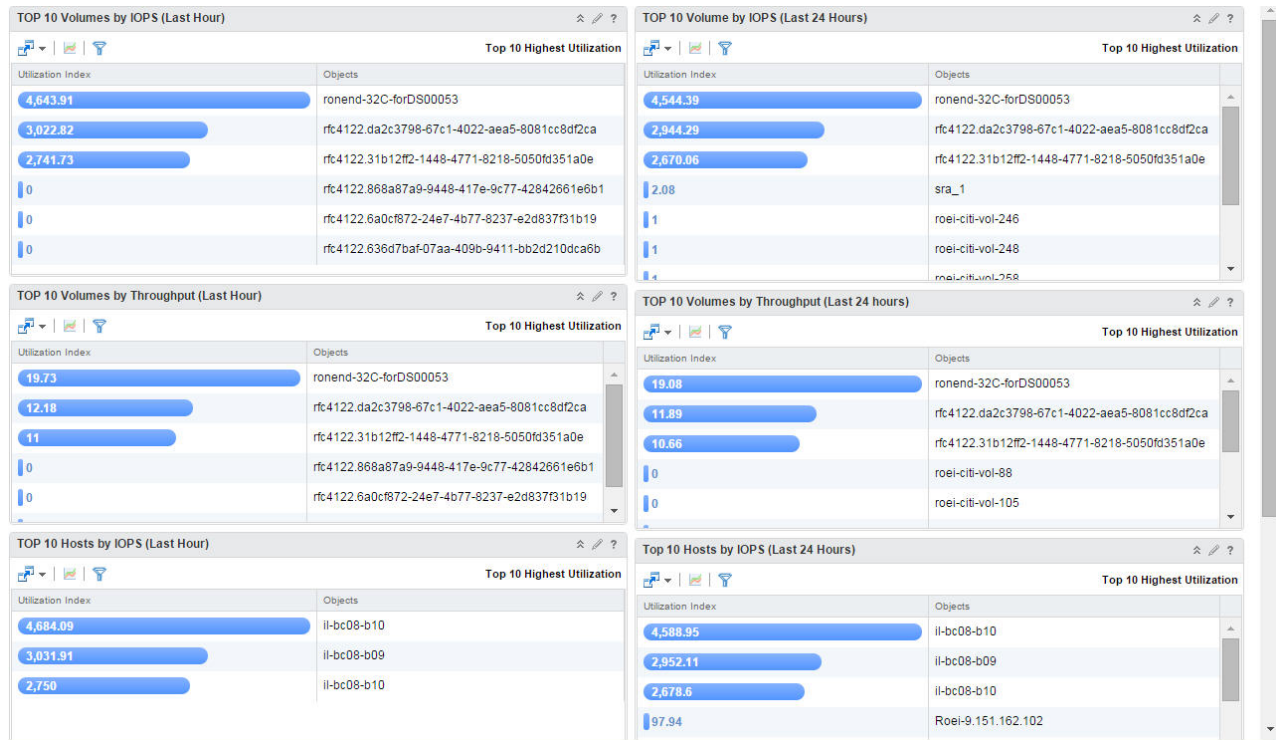 TOP 10 Volumes by IOPS (Last Hour)
?
Top 10 Highest Utilization
Utilization Index Objects
4,643.91 ronend-32C-forDS00053
3,022.82 rfc4122.da2c3798-67c1-4022-aea5-8081cc8df2ca
2,741.73 rfc4122.31b12ff2-1448-4771-8218-5050fd351a0e
0 rfc4122.868a87a9-9448-417e-9c77-42842661e6b1
0 rfc4122.6a0cf872-24e7-4b77-8237-e2d837f31b19
0 rfc4122.636d7baf-07aa-409b-9411-bb2d210dca6b
TOP 10 Volume by IOPS (Last 24 Hours)
?
Top 10 Highest Utilization
Utilization Index Objects
4,544.39 ronend-32C-forDS00053
2,944.29 rfc4122.da2c3798-67c1-4022-aea5-8081cc8df2ca
2,670.06 rfc4122.31b12ff2-1448-4771-8218-5050fd351a0e
2.08 sra_1
1 roei-citi-vol-246
1 roei-citi-vol-248
1 roei-citi-vol-258
TOP 10 Volumes by Throughput (Last Hour)
?
Top 10 Highest Utilization
Utilization Index Objects
19.73 ronend-32C-forDS00053
12.18 rfc4122.da2c3798-67c1-4022-aea5-8081cc8df2ca
11 rfc4122.31b12ff2-1448-4771-8218-5050fd351a0e
0 rfc4122.868a87a9-9448-417e-9c77-42842661e6b1
0 rfc4122.6a0cf872-24e7-4b77-8237-e2d837f31b19
TOP 10 Volumes by Throughput (Last 24 hours)
?
Top 10 Highest Utilization
Utilization Index Objects
19.08 ronend-32C-forDS00053
11.89 rfc4122.da2c3798-67c1-4022-aea5-8081cc8df2ca
10.66 rfc4122.31b12ff2-1448-4771-8218-5050fd351a0e
0 roei-citi-vol-88
0 roei-citi-vol-105
TOP 10 Hosts by IOPS (Last Hour)
?
Top 10 Highest Utilization
Utilization Index Objects
4,684.09 il-bc08-b10
3,031.91 il-bc08-b09
2,750 il-bc08-b10
Top 10 Hosts by IOPS (Last 24 Hours)
?
Top 10 Highest Utilization
Utilization Index Objects
4,588.95 il-bc08-b10
2,952.11 il-bc08-b09
2,678.6 il-bc08-b10
97.94 Roei-9.151.162.102